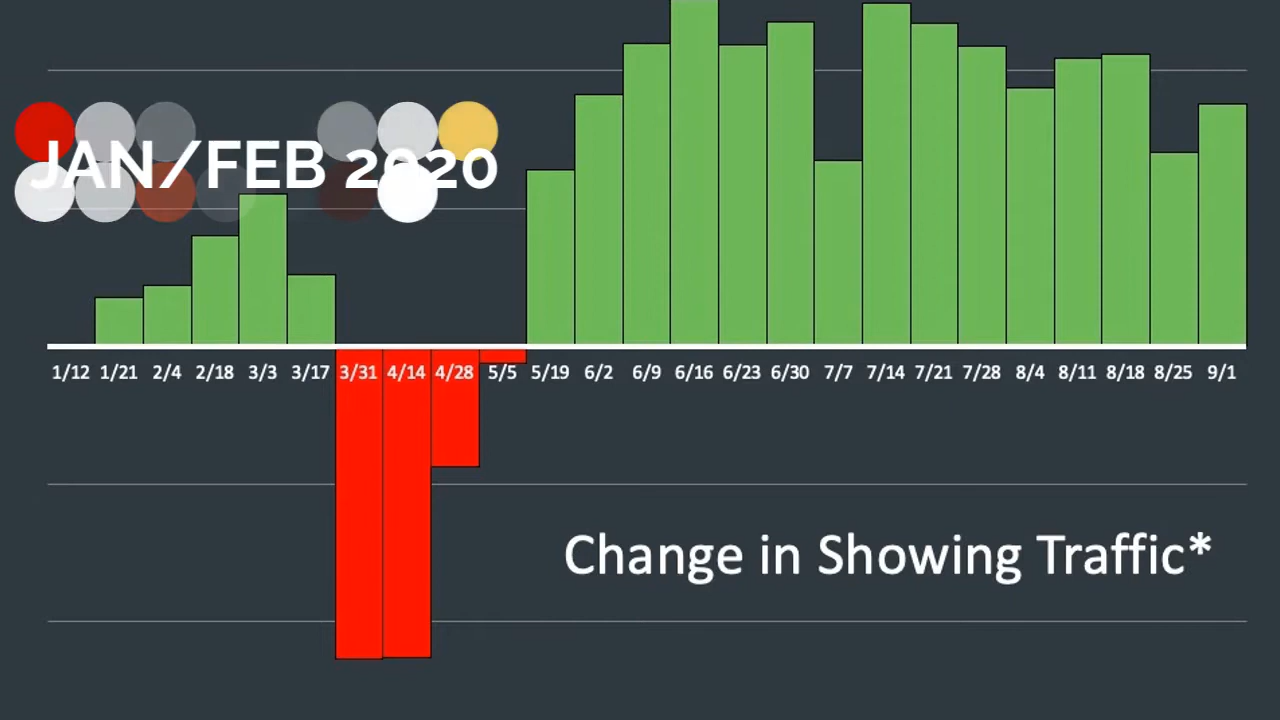 JAN/FEB 2020
1/12 1/21 2/4 2/18 3/3 3/17 3/31 4/14 4/28 5/5 5/19 6/2 6/9 6/16 6/23 6/30 7/7 7/14 7/21 7/28 8/4 8/11 8/18 8/25 9/1
Change in Showing Traffic*